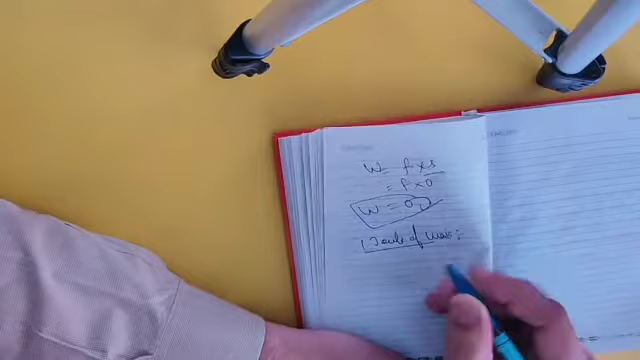 W = f × s
= f × 0
W = 0 J
1 Joule of work :